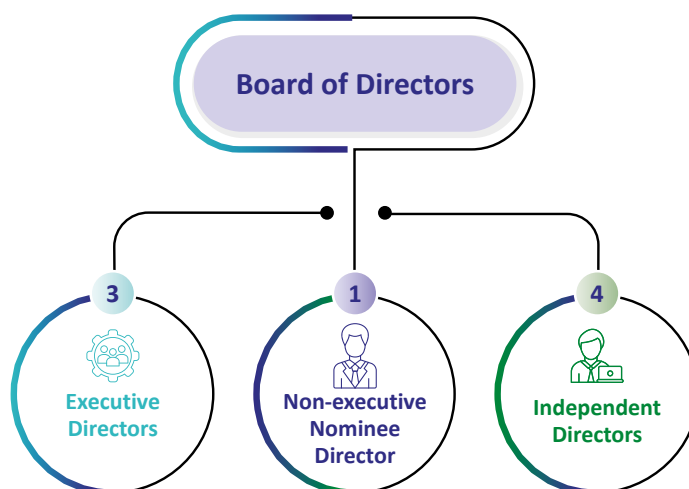 Board of Directors
3
1
4
Executive
Directors
Non-executive
Nominee
Director
Independent
Directors